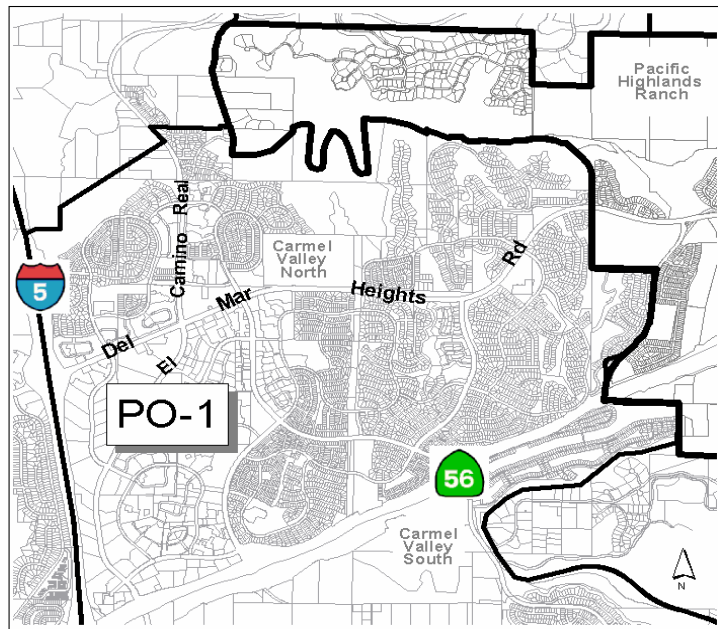 Pacific
Highlands
Ranch
Camino Real
Carmel
Valley
North
Rd
5
Mar
Heights
Del
El
PO-1
56
Carmel
Valley
South
N